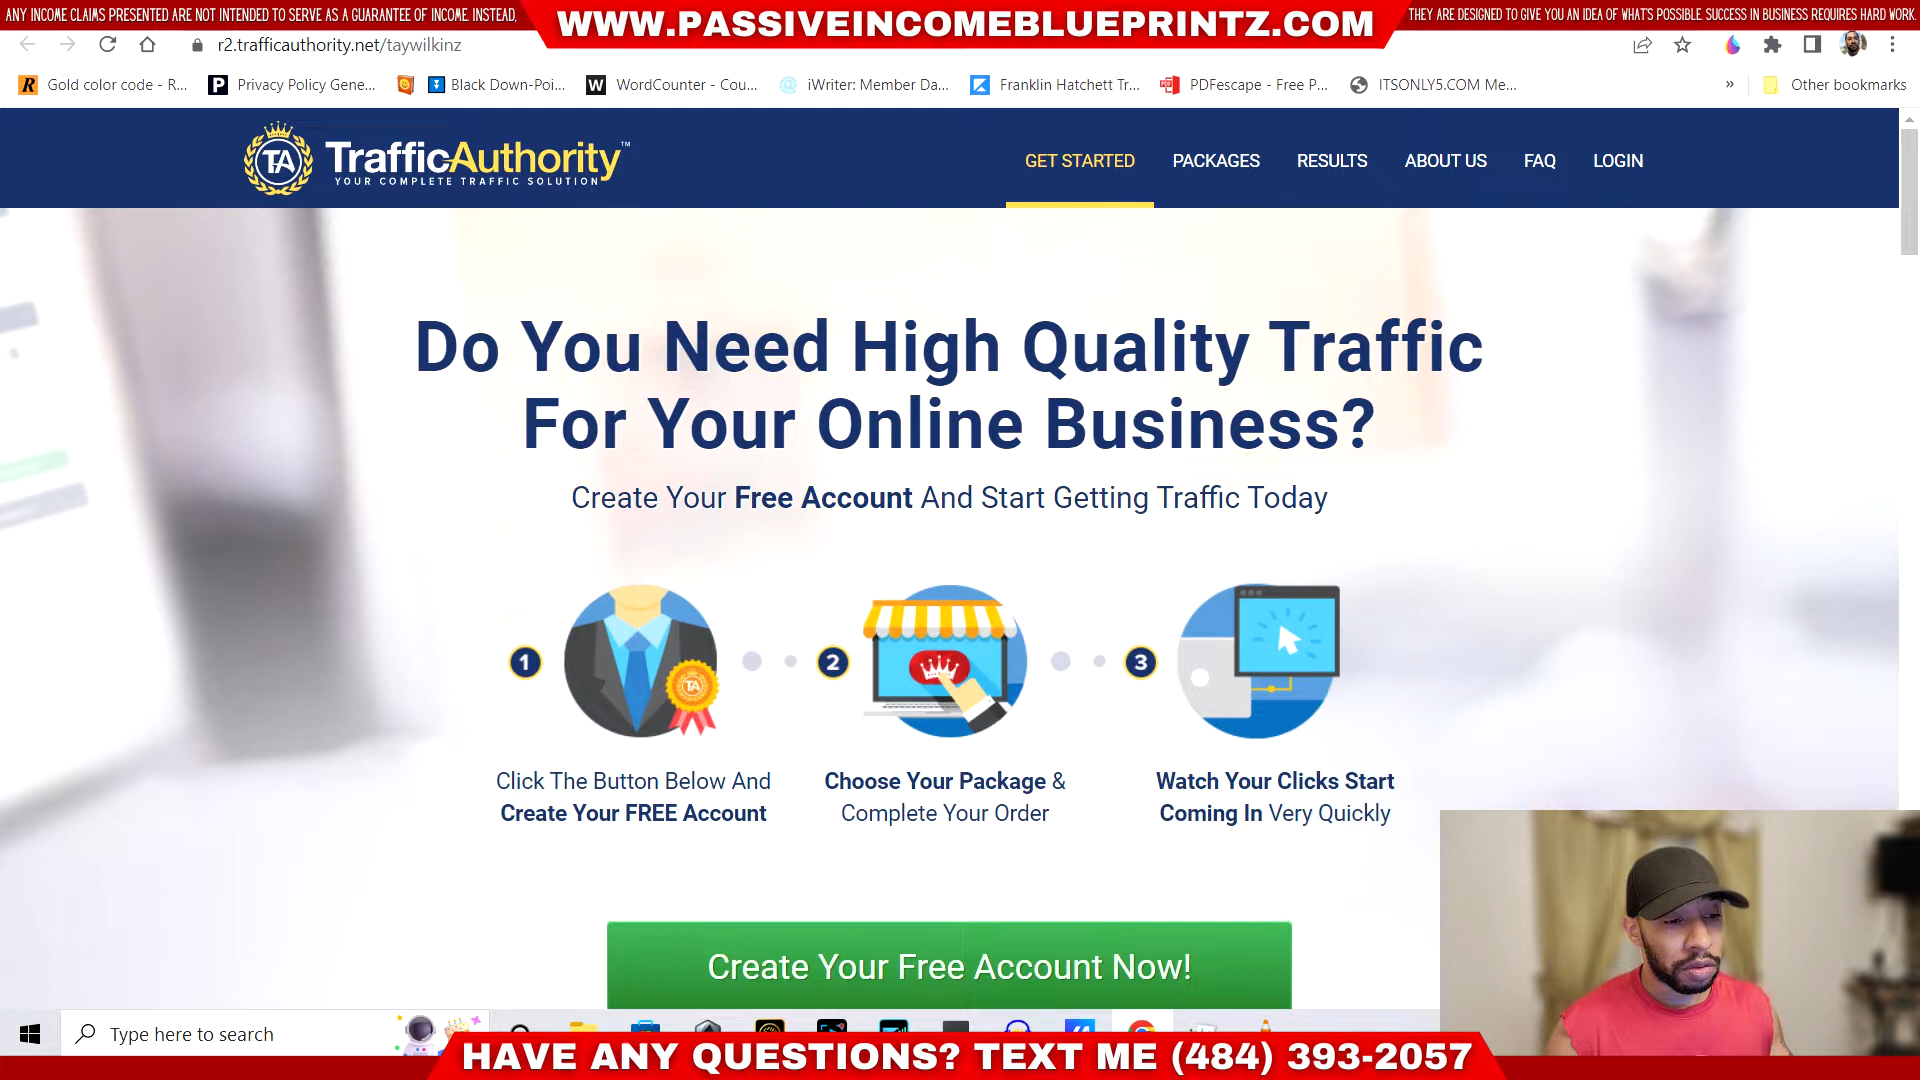 ANY INCOME CLAIMS PRESENTED ARE NOT INTENDED TO SERVE AS A GUARANTEE OF INCOME. INSTEAD,
WWW.PASSIVEINCOMEBLUEPRINTZ.COM
THEY ARE DESIGNED TO GIVE YOU AN IDEA OF WHAT'S POSSIBLE. SUCCESS IN BUSINESS REQUIRES HARD WORK.
r2.trafficauthority.net/taywilkinz
Gold color code - R...
Privacy Policy Gene...
Black Down-Poi...
WordCounter - Cou...
iWriter: Member Da...
Franklin Hatchett Tr...
PDFescape - Free P...
ITSONLY5.COM Me...
»
Other bookmarks
TA
TrafficAuthority™
YOUR COMPLETE TRAFFIC SOLUTION
GET STARTED
PACKAGES
RESULTS
ABOUT US
FAQ
LOGIN
Do You Need High Quality Traffic
For Your Online Business?
Create Your Free Account And Start Getting Traffic Today
1
TA
2
3
Click The Button Below And
Create Your FREE Account
Choose Your Package &
Complete Your Order
Watch Your Clicks Start
Coming In Very Quickly
Create Your Free Account Now!
Type here to search
HAVE ANY QUESTIONS? TEXT ME (484) 393-2057